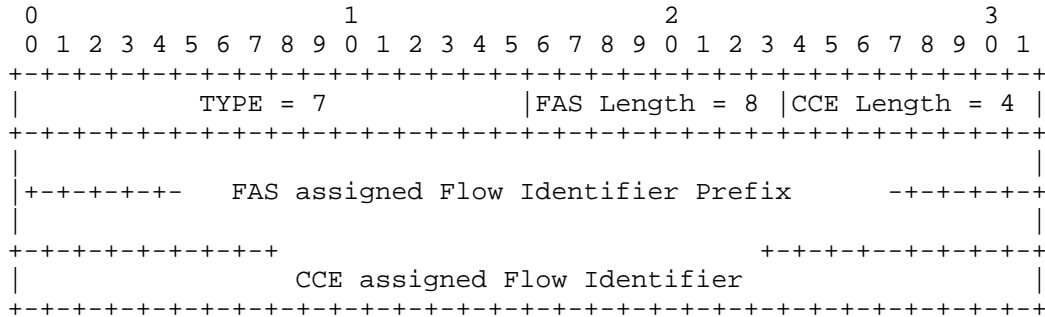 0                   1                   2                   3
0 1 2 3 4 5 6 7 8 9 0 1 2 3 4 5 6 7 8 9 0 1 2 3 4 5 6 7 8 9 0 1
+-+-+-+-+-+-+-+-+-+-+-+-+-+-+-+-+-+-+-+-+-+-+-+-+-+-+-+-+-+-+-+-+
|           TYPE = 7            |FAS Length = 8 |CCE Length = 4 |
+-+-+-+-+-+-+-+-+-+-+-+-+-+-+-+-+-+-+-+-+-+-+-+-+-+-+-+-+-+-+-+-+
|                                                               |
|+-+-+-+-+-   FAS assigned Flow Identifier Prefix      -+-+-+-+-+
|                                                               |
+-+-+-+-+-+-+-+-+                              +-+-+-+--+-+-+-+-+
|                 CCE assigned Flow Identifier                  |
+-+-+-+-+-+-+-+-+-+-+-+-+-+-+-+-+-+-+-+-+-+-+-+-+-+-+-+-+-+-+-+-+